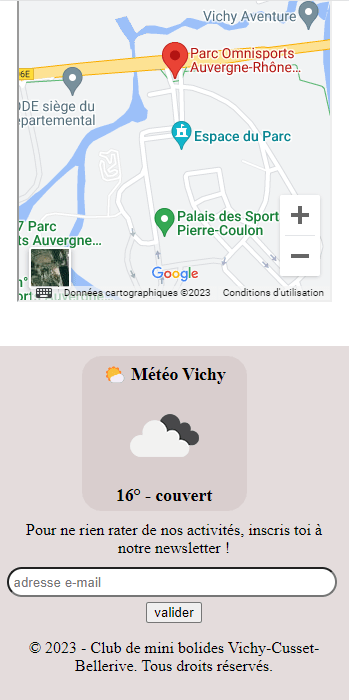 Vichy Aventure
Parc Omnisports
Auvergne-Rhône...
DE siège du
épartemental
Espace du Parc
Palais des Sport
Pierre-Coulon
7 Parc
ts Auvergne...
Google
Données cartographiques ©2023 Conditions d'utilisation
Météo Vichy
16° - couvert
Pour ne rien rater de nos activités, inscris toi à
notre newsletter !
adresse e-mail
valider
© 2023 - Club de mini bolides Vichy-Cusset-
Bellerive. Tous droits réservés.